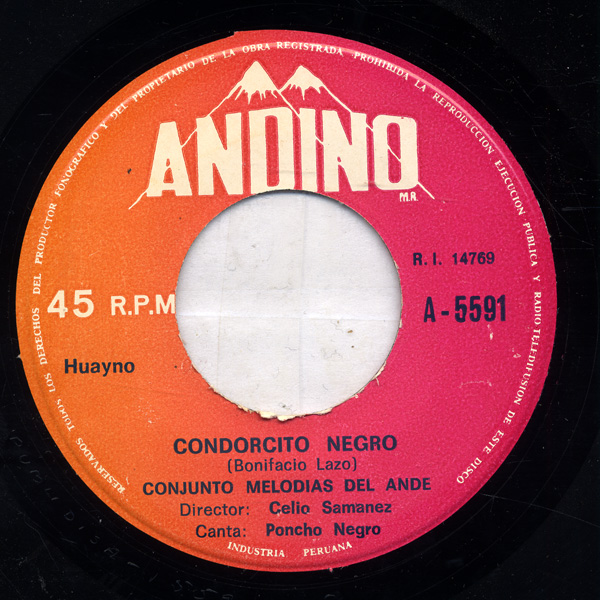 RESERVADOS TODOS LOS DERECHOS DEL PRODUCTOR FONOGRAFICO Y DEL PROPIETARIO DE LA OBRA REGISTRADA PROHIBIDA LA REPRODUCCION EJECUCION PUBLICA Y RADIO TELEDIFUSION DE ESTE DISCO
ANDINO
M.R.
R. I. 14769
45 R.P.M
A-5591
Huayno
CONDORCITO NEGRO
(Bonifacio Lazo)
CONJUNTO MELODIAS DEL ANDE
Director: Celio Samanez
Canta: Poncho Negro
INDUSTRIA PERUANA